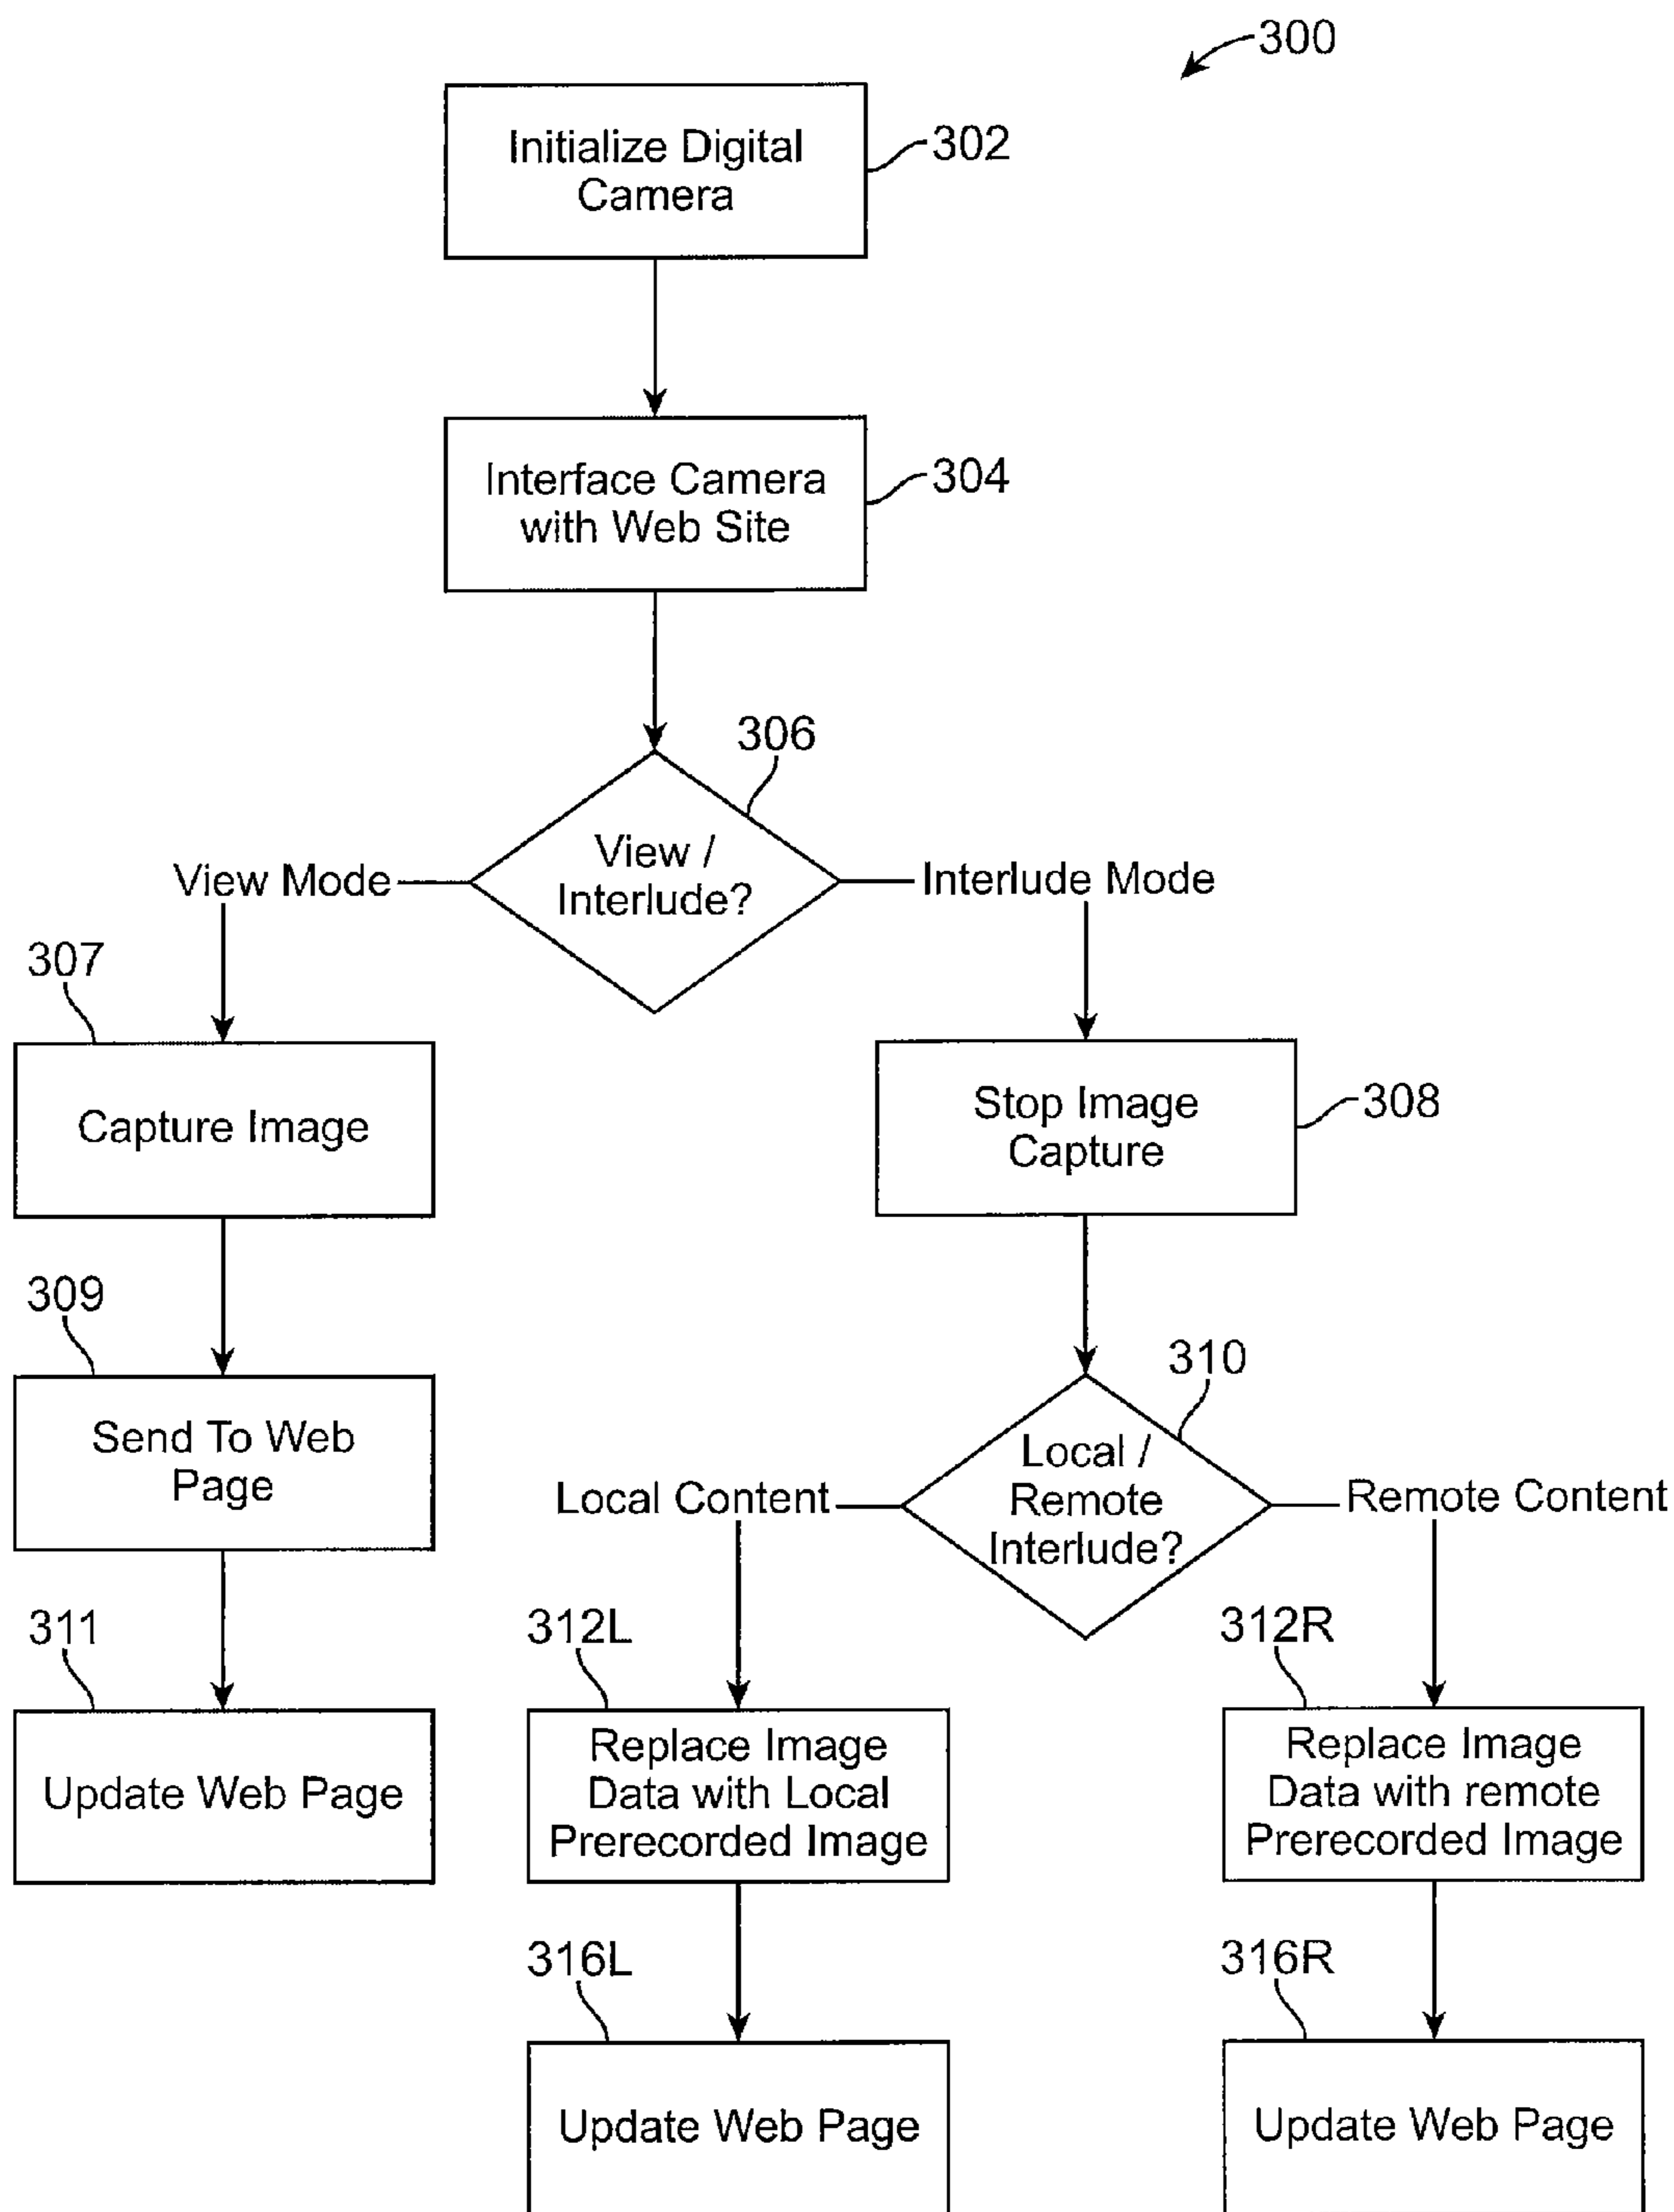 300
Initialize Digital
Camera
302
Interface Camera
with Web Site
304
306
View /
Interlude?
View Mode
Interlude Mode
307
Capture Image
Stop Image
Capture
308
309
Send To Web
Page
310
Local /
Remote
Interlude?
Local Content
Remote Content
311
Update Web Page
312L
Replace Image
Data with Local
Prerecorded Image
312R
Replace Image
Data with remote
Prerecorded Image
316L
Update Web Page
316R
Update Web Page